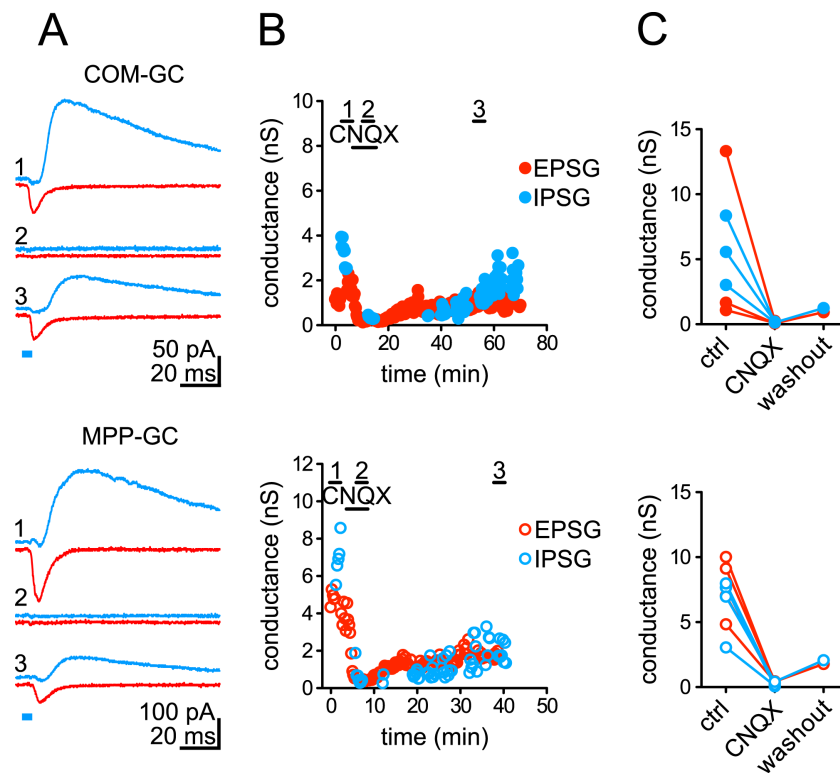 A
B
C
COM-GC
1
2
3
50 pA
20 ms
conductance (nS)
10
8
6
4
2
0
1 2 3
CNQX
EPSG
IPSG
0 20 40 60 80
time (min)
conductance (nS)
15
10
5
0
ctrl
CNQX
washout
MPP-GC
1
2
3
100 pA
20 ms
conductance (nS)
12
10
8
6
4
2
0
1 2 3
CNQX
EPSG
IPSG
0 10 20 30 40 50
time (min)
conductance (nS)
15
10
5
0
ctrl
CNQX
washout